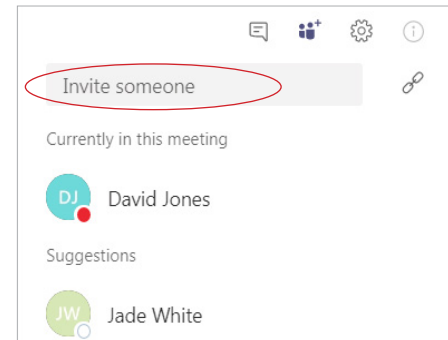 Invite someone
Currently in this meeting
DJ David Jones
Suggestions
JW Jade White